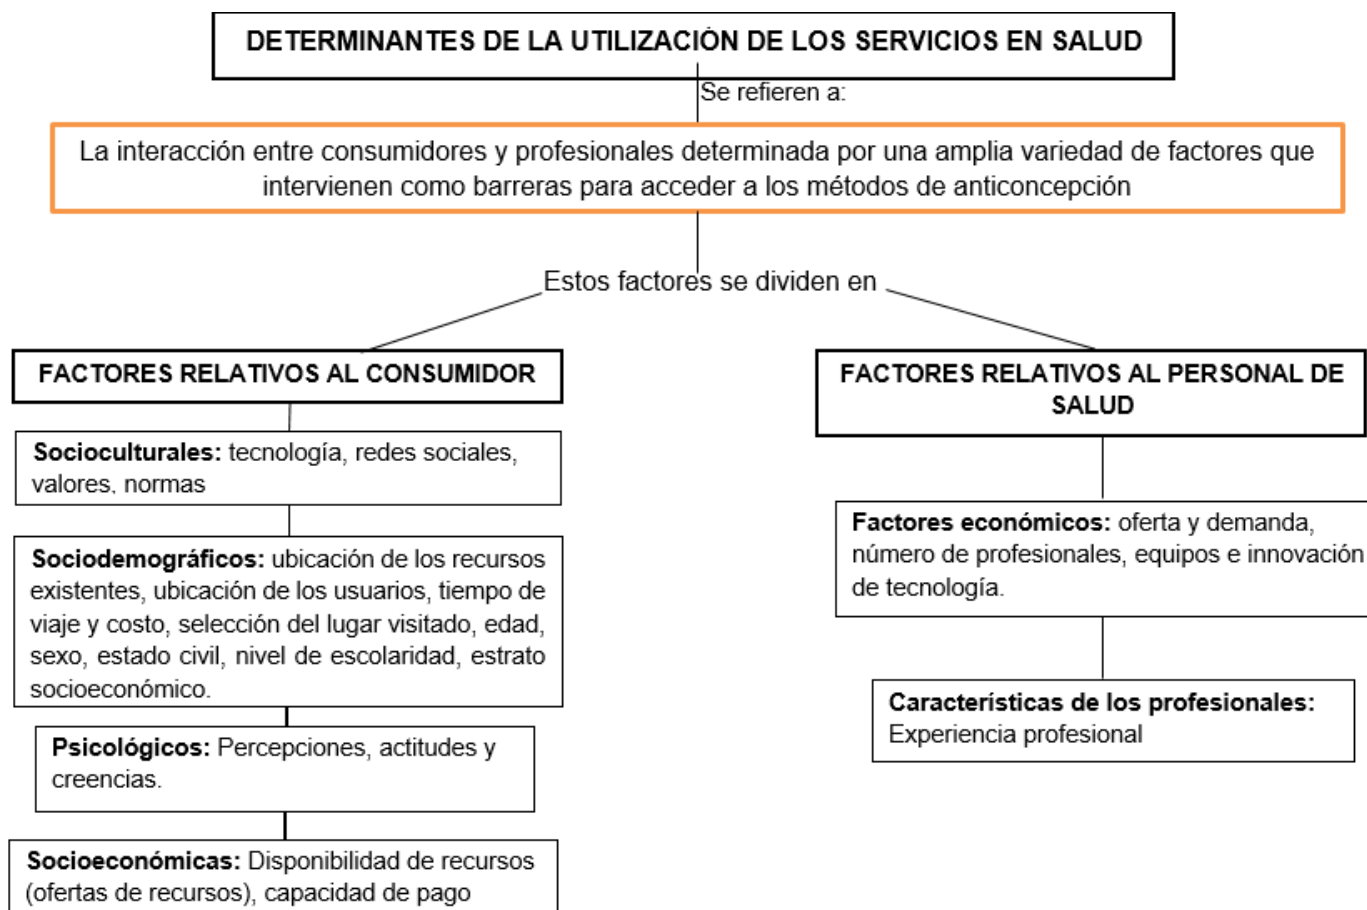 DETERMINANTES DE LA UTILIZACIÓN DE LOS SERVICIOS EN SALUD
Se refieren a:
La interacción entre consumidores y profesionales determinada por una amplia variedad de factores que
intervienen como barreras para acceder a los métodos de anticoncepción
Estos factores se dividen en
FACTORES RELATIVOS AL CONSUMIDOR
Socioculturales: tecnología, redes sociales,
valores, normas
Sociodemográficos: ubicación de los recursos
existentes, ubicación de los usuarios, tiempo de
viaje y costo, selección del lugar visitado, edad,
sexo, estado civil, nivel de escolaridad, estrato
socioeconómico.
Psicológicos: Percepciones, actitudes y
creencias.
Socioeconómicas: Disponibilidad de recursos
(ofertas de recursos), capacidad de pago
FACTORES RELATIVOS AL PERSONAL DE
SALUD
Factores económicos: oferta y demanda,
número de profesionales, equipos e innovación
de tecnología.
Características de los profesionales:
Experiencia profesional